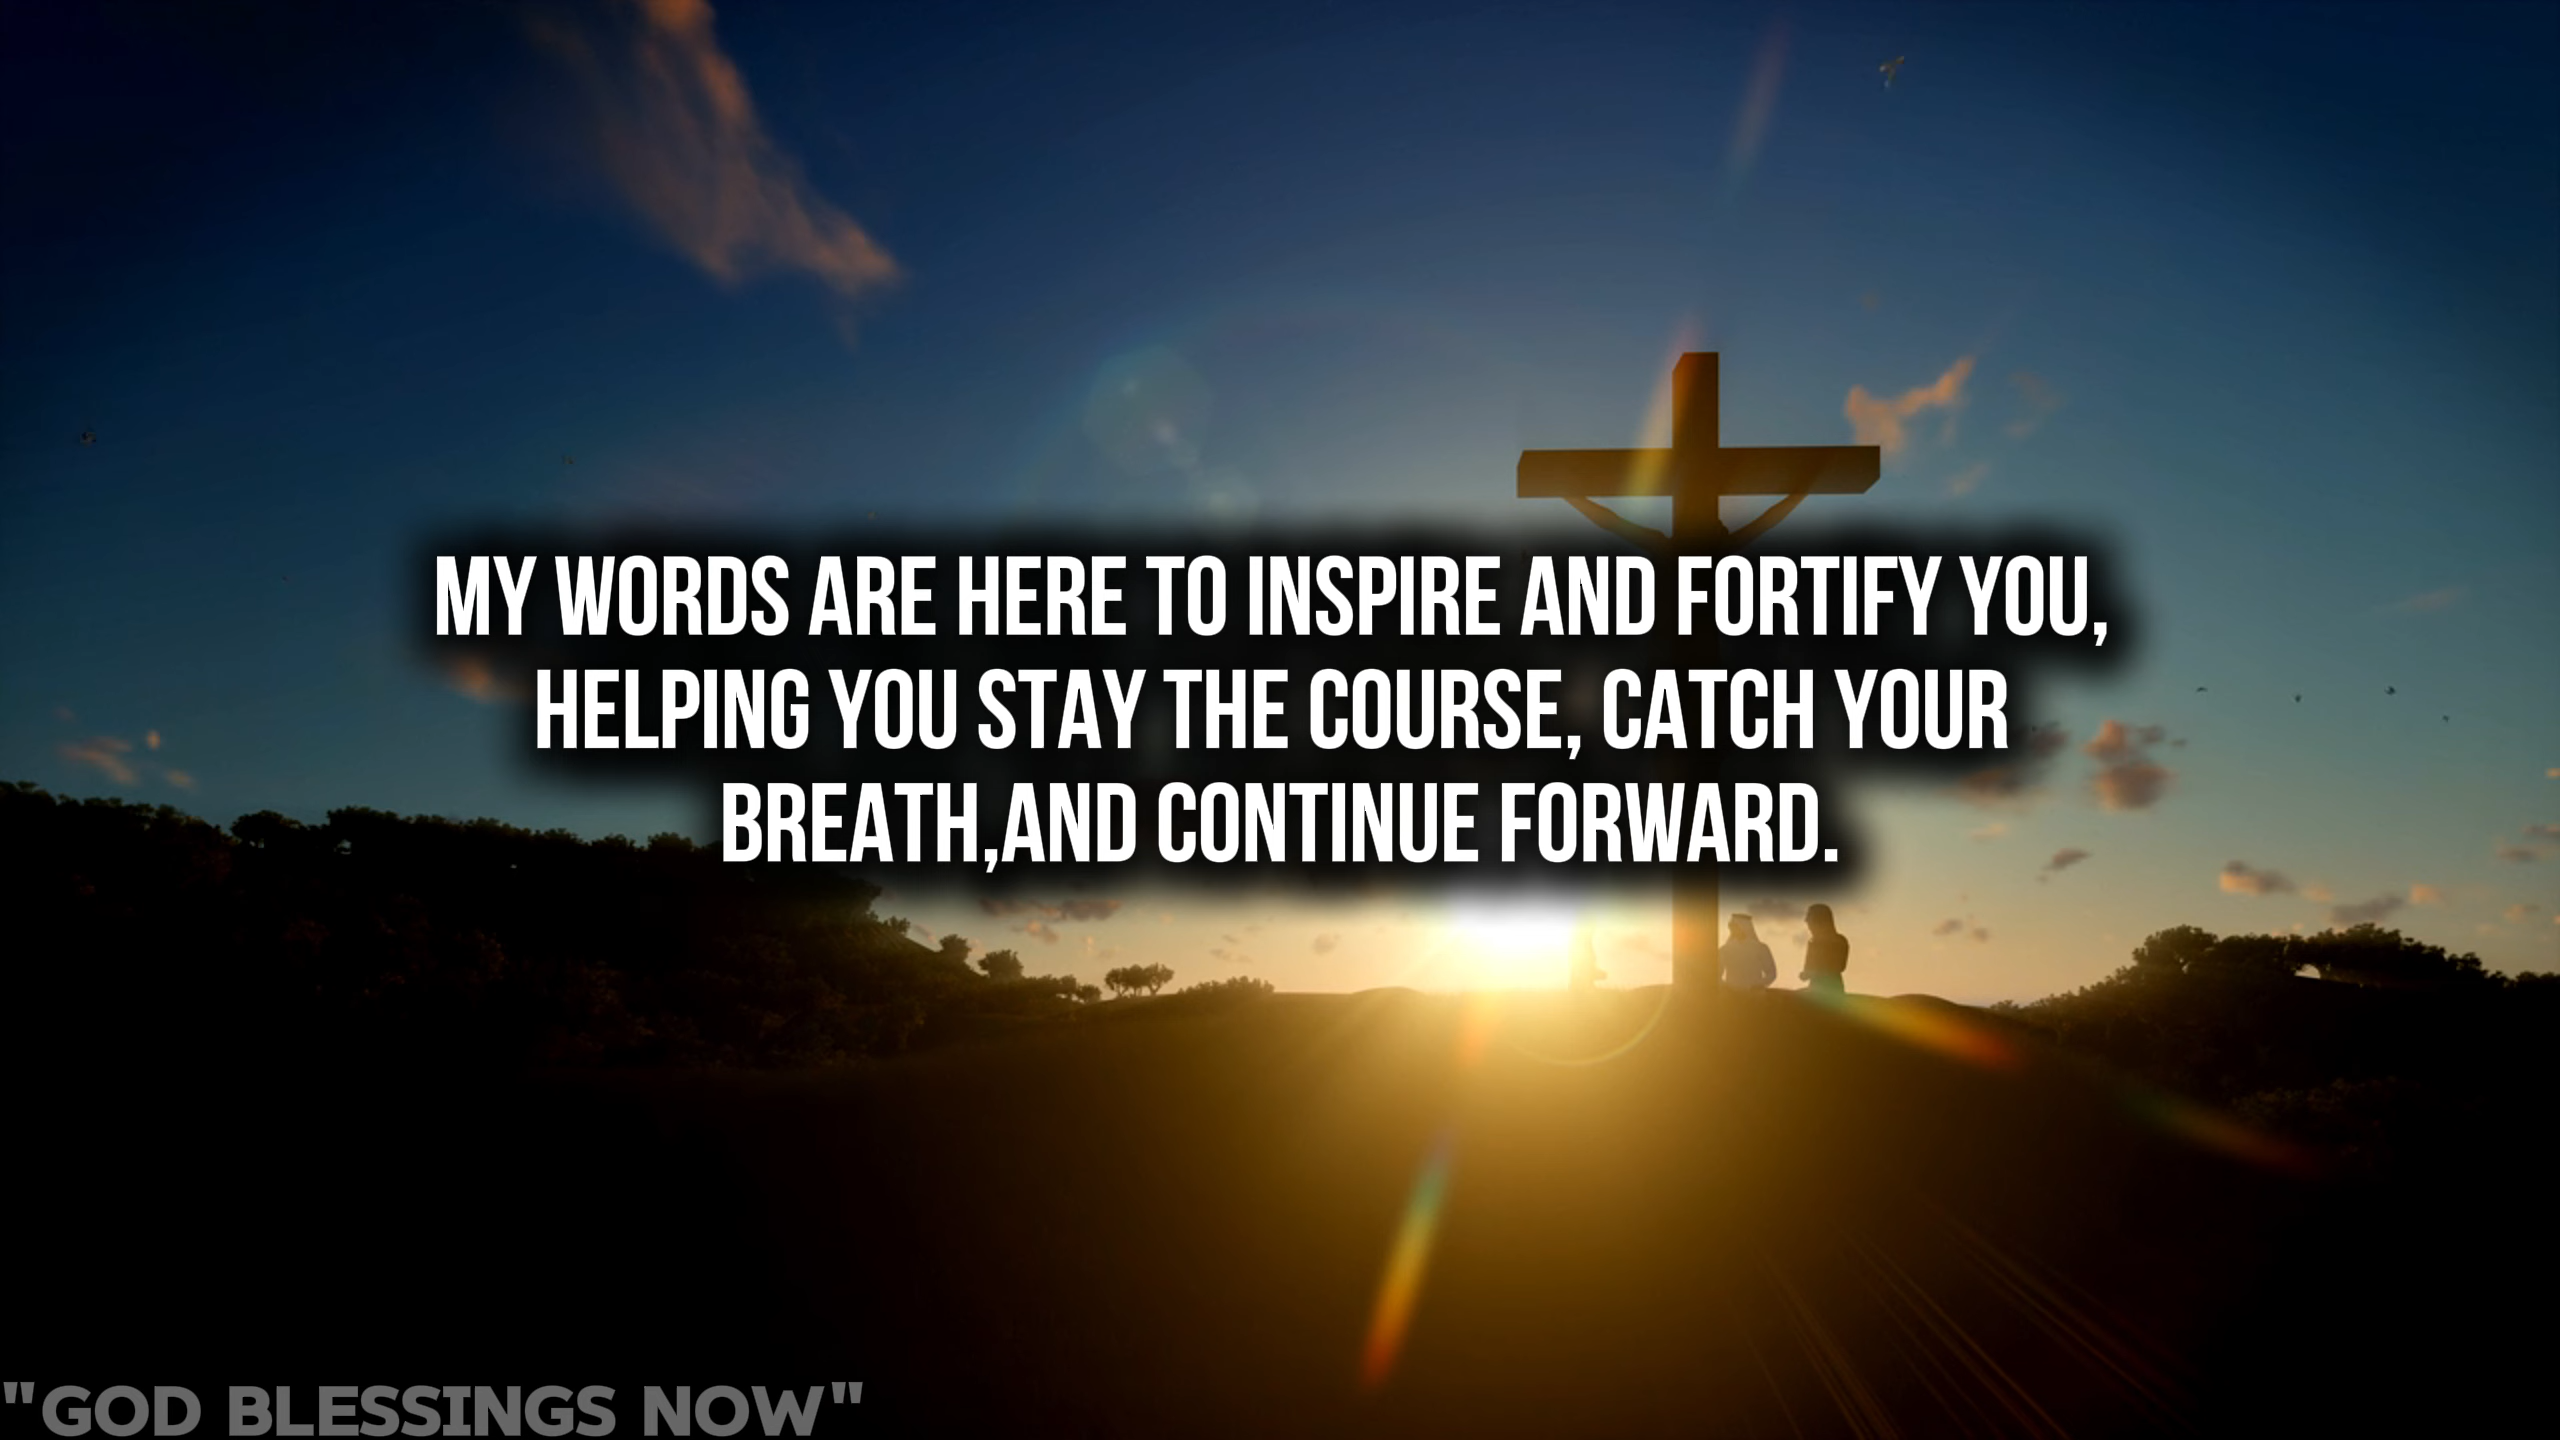 MY WORDS ARE HERE TO INSPIRE AND FORTIFY YOU,
HELPING YOU STAY THE COURSE, CATCH YOUR
BREATH,AND CONTINUE FORWARD.
"GOD BLESSINGS NOW"